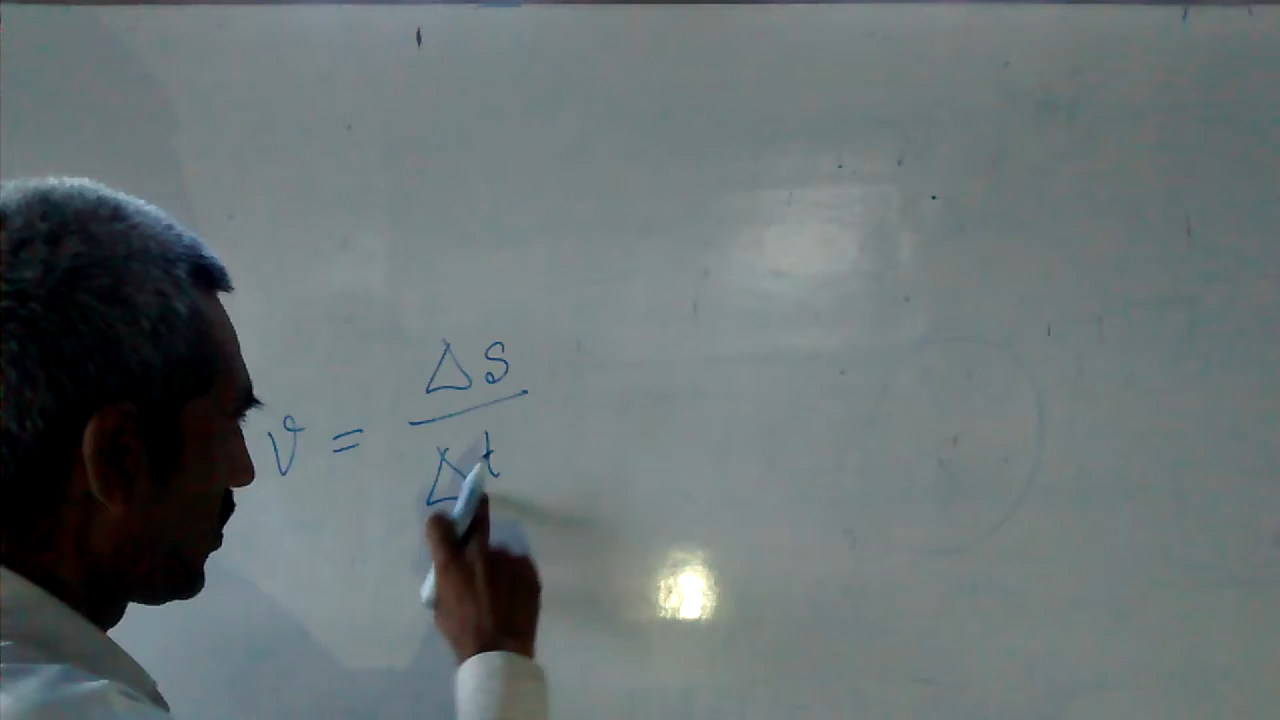 v = Δs / Δt